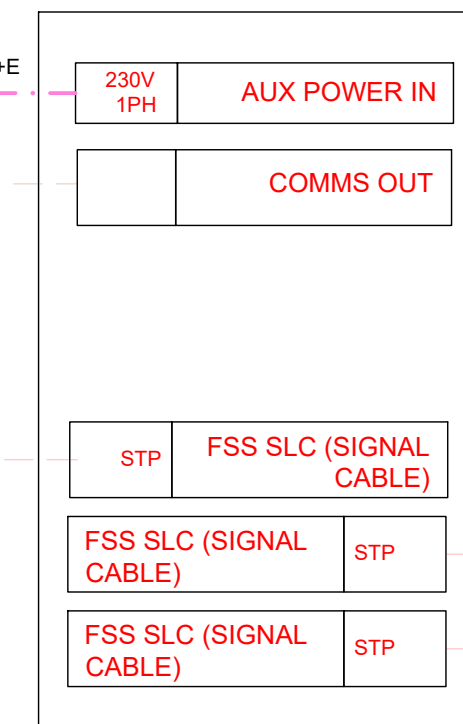 +E
230V
1PH
AUX POWER IN
COMMS OUT
STP
FSS SLC (SIGNAL
CABLE)
FSS SLC (SIGNAL
CABLE)
STP
FSS SLC (SIGNAL
CABLE)
STP